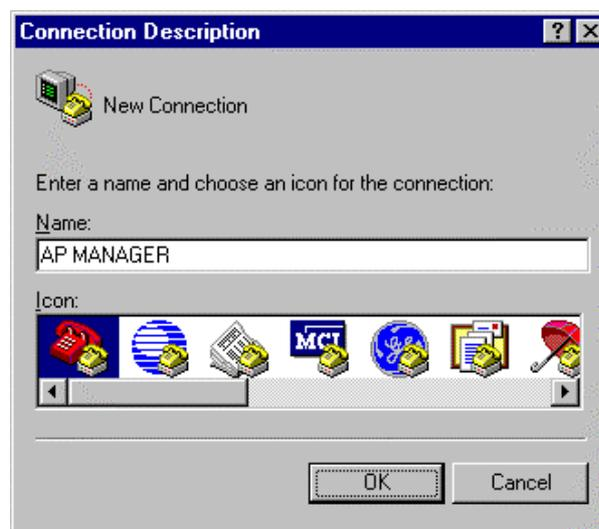 Connection Description
New Connection
Enter a name and choose an icon for the connection:
Name:
AP MANAGER
Icon:
MCI
OK
Cancel